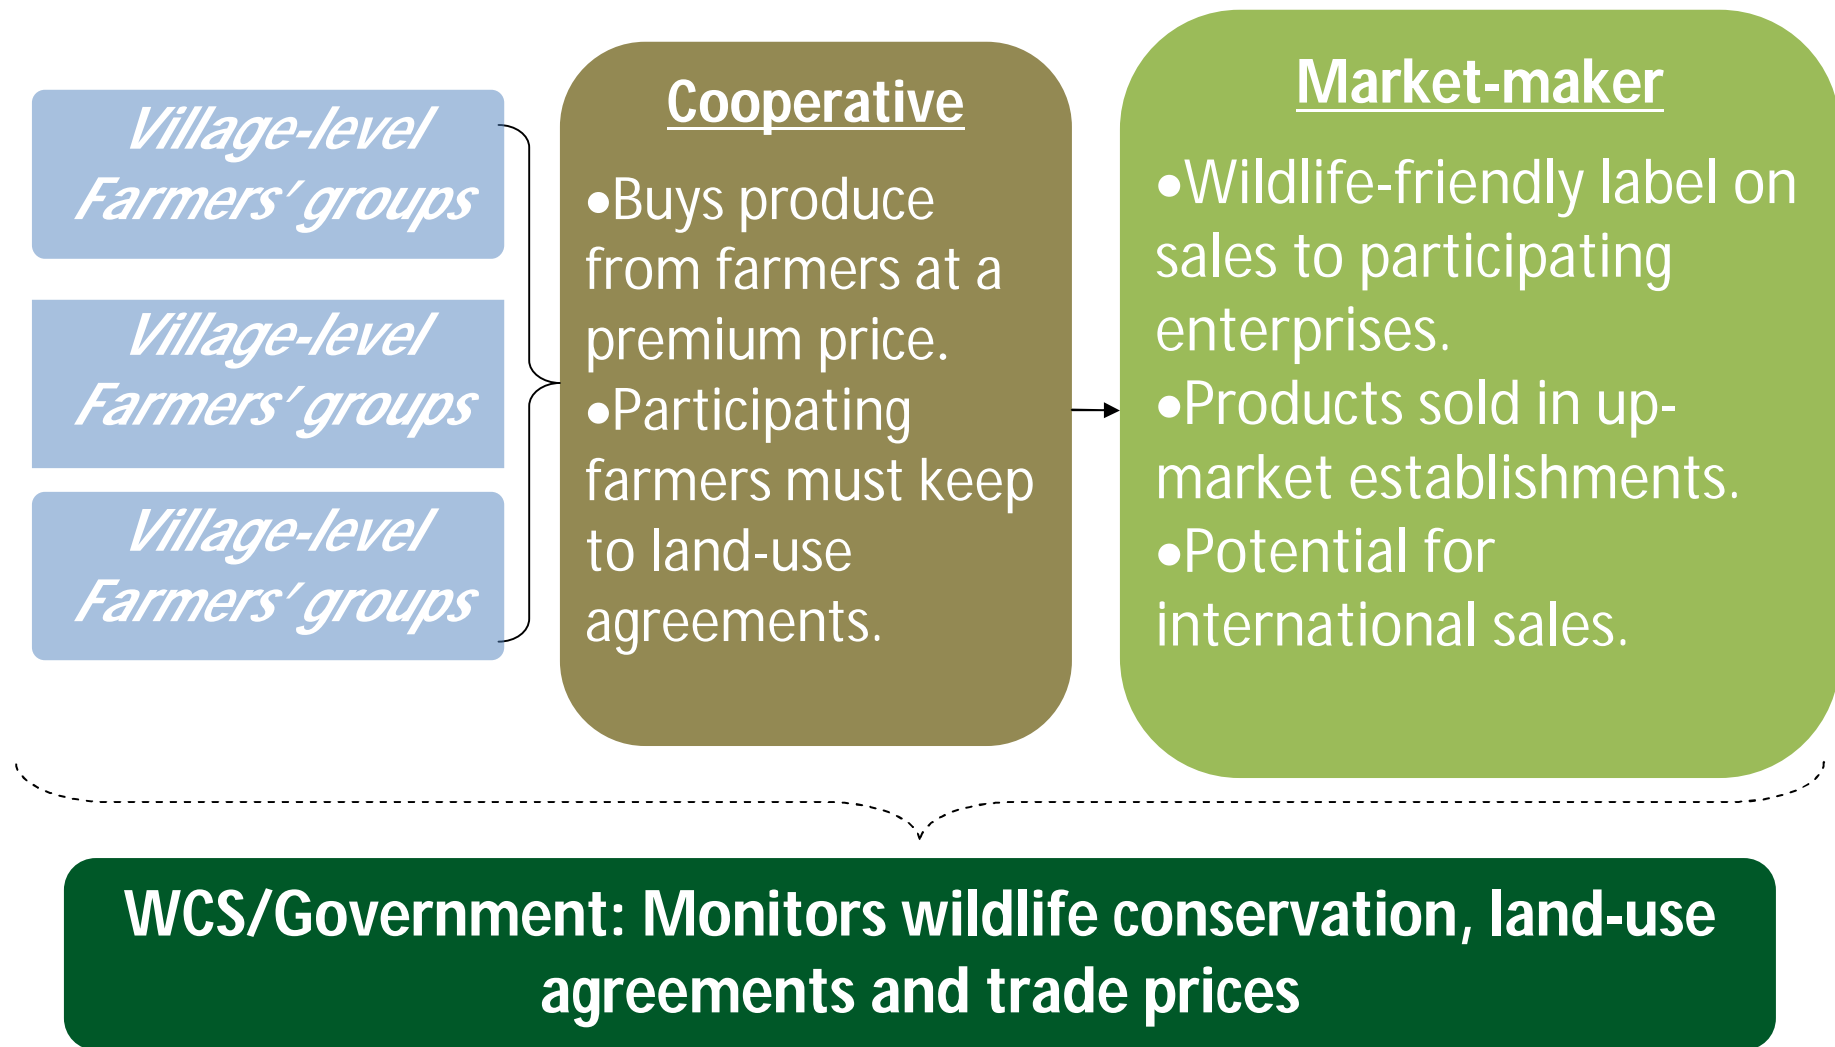 Village-level
Farmers’ groups
Village-level
Farmers’ groups
Village-level
Farmers’ groups
Cooperative
•Buys produce
from farmers at a
premium price.
•Participating
farmers must keep
to land-use
agreements.
Market-maker
•Wildlife-friendly label on
sales to participating
enterprises.
•Products sold in up-
market establishments.
•Potential for
international sales.
WCS/Government: Monitors wildlife conservation, land-use
agreements and trade prices